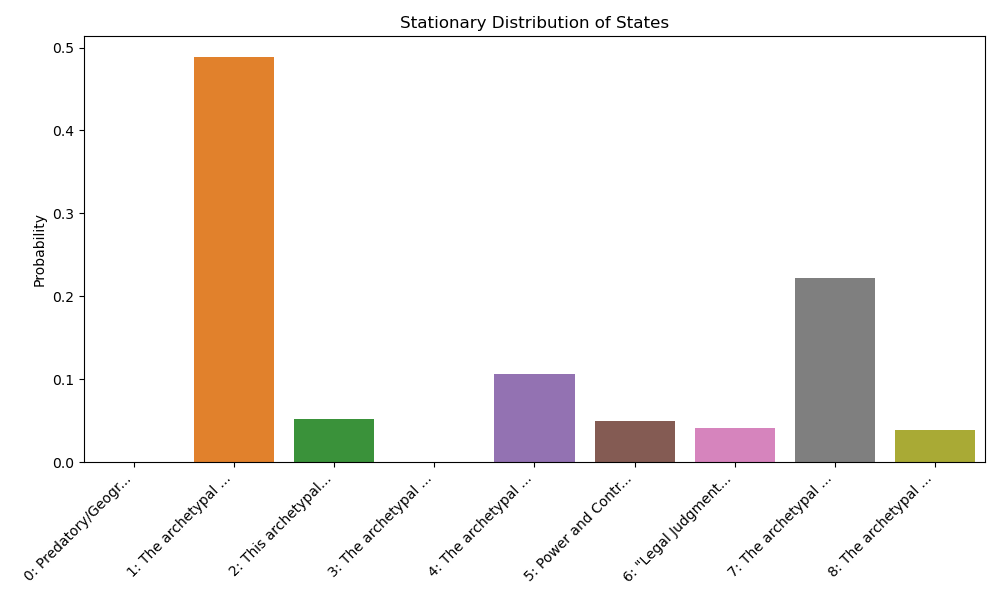 Stationary Distribution of States
Probability
0.5
0.4
0.3
0.2
0.1
0.0
0: Predatory/Geogr...
1: The archetypal ...
2: This archetypal...
3: The archetypal ...
4: The archetypal ...
5: Power and Contr...
6: "Legal Judgment...
7: The archetypal ...
8: The archetypal ...